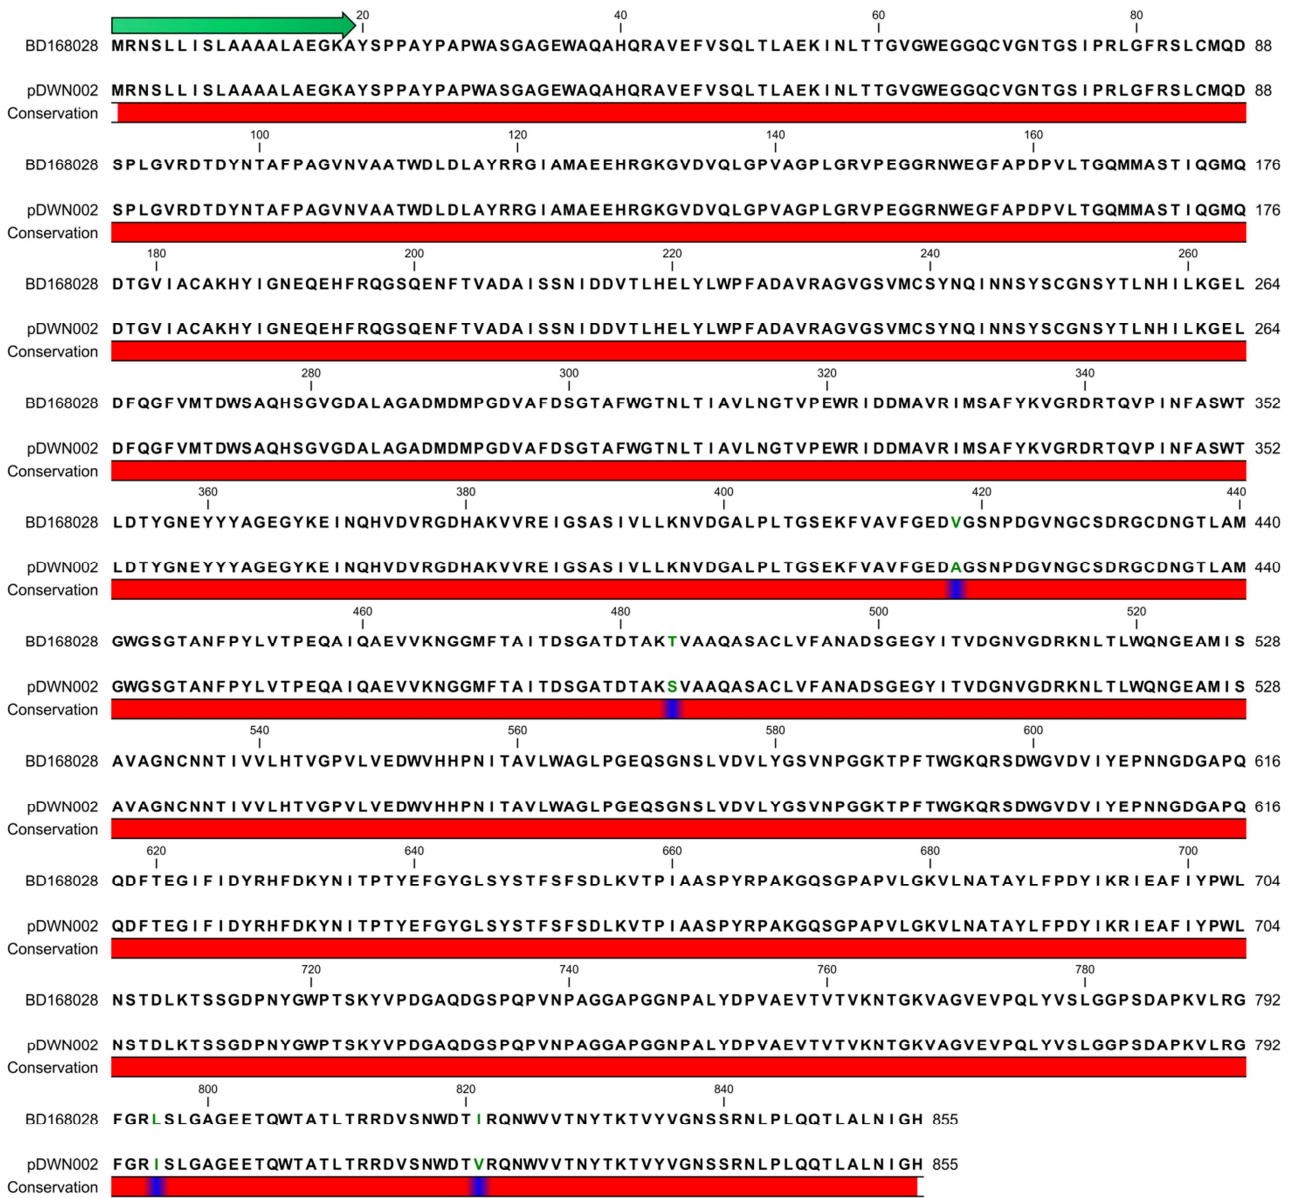 20 40 60 80
BD168028 MRNSLLISLAAAALAEGKAYSPPAYPAPWASGAGEWAQAHQRAVEFVSQLTLAEKINLTTGVGWEGGQCVGNTGSIPRLGFRSLCMQD 88
pDWN002 MRNSLLISLAAAALAEGKAYSPPAYPAPWASGAGEWAQAHQRAVEFVSQLTLAEKINLTTGVGWEGGQCVGNTGSIPRLGFRSLCMQD 88
Conservation
100 120 140 160
BD168028 SPLGVRDTDYNTAFPAGVNVAATWDLDLAYRRGIAMAEEHRGKGVDVQLGPVAGPLGRVPEGGRNWEGFAPDPVLTGQMMASTIQGMQ 176
pDWN002 SPLGVRDTDYNTAFPAGVNVAATWDLDLAYRRGIAMAEEHRGKGVDVQLGPVAGPLGRVPEGGRNWEGFAPDPVLTGQMMASTIQGMQ 176
Conservation
180 200 220 240 260
BD168028 DTGVIACAKHYIGNEQEHFRQGSQENFTVADAISSNIDDVTLHELYLWPFADAVRAGVGSVMCSYNQINNSYSCGNSYTLNHILKGEL 264
pDWN002 DTGVIACAKHYIGNEQEHFRQGSQENFTVADAISSNIDDVTLHELYLWPFADAVRAGVGSVMCSYNQINNSYSCGNSYTLNHILKGEL 264
Conservation
280 300 320 340
BD168028 DFQGFVMTDWSAQHSGVGDALAGADMDMPGDVAFDSGTAFWGTNLTIAVLNGTVPEWRIDDMAVRIMSAFYKVGRDRTQVPINFASWT 352
pDWN002 DFQGFVMTDWSAQHSGVGDALAGADMDMPGDVAFDSGTAFWGTNLTIAVLNGTVPEWRIDDMAVRIMSAFYKVGRDRTQVPINFASWT 352
Conservation
360 380 400 420 440
BD168028 LDTYGNEYYYAGEGYKEINQHVDVRGDHAKVVREIGSASIVLLKNVDGALPLTGSEKFVAVFGEDVGSNPDGVNGCSDRGCDNGTLAM 440
pDWN002 LDTYGNEYYYAGEGYKEINQHVDVRGDHAKVVREIGSASIVLLKNVDGALPLTGSEKFVAVFGEDAGSNPDGVNGCSDRGCDNGTLAM 440
Conservation
460 480 500 520
BD168028 GWGSGTANFPYLVTPEQAIQAEVVKNGGMFTAITDSGATDTAKTVAAQASACLVFANADSGEGYITVDGNVGDRKNLTLWQNGEAMIS 528
pDWN002 GWGSGTANFPYLVTPEQAIQAEVVKNGGMFTAITDSGATDTAKSVAAQASACLVFANADSGEGYITVDGNVGDRKNLTLWQNGEAMIS 528
Conservation
540 560 580 600
BD168028 AVAGNCNNTIVVLHTVGPVLVEDWVHHPNITAVLWAGLPGEQSGNSLVDVLYGSVNPGGKTPFTWGKQRSDWGVDVIYEPNNGDGAPQ 616
pDWN002 AVAGNCNNTIVVLHTVGPVLVEDWVHHPNITAVLWAGLPGEQSGNSLVDVLYGSVNPGGKTPFTWGKQRSDWGVDVIYEPNNGDGAPQ 616
Conservation
620 640 660 680 700
BD168028 QDFTEGIFIDYRHFDKYNITPTYEFGYGLSYSTFSFSDLKVTPIAASPYRPAKGQSGPAPVLGKVLNATAYLFPDYIKRIEAFIYPWL 704
pDWN002 QDFTEGIFIDYRHFDKYNITPTYEFGYGLSYSTFSFSDLKVTPIAASPYRPAKGQSGPAPVLGKVLNATAYLFPDYIKRIEAFIYPWL 704
Conservation
720 740 760 780
BD168028 NSTDLKTSSGDPNYGWPTSKYVPDGAQDGSPQPVNPAGGAPGGNPALYDPVAEVTVTVKNTGKVAGVEVPQLYVSLGGPSDAPKVLRG 792
pDWN002 NSTDLKTSSGDPNYGWPTSKYVPDGAQDGSPQPVNPAGGAPGGNPALYDPVAEVTVTVKNTGKVAGVEVPQLYVSLGGPSDAPKVLRG 792
Conservation
800 820 840
BD168028 FGRLSLGAGEETQWTATLTRRDVSNWDTIRQNWVVTNYTKTVYVGNSSRNLPLQQTLALNIGH 855
pDWN002 FGRISLGAGEETQWTATLTRRDVSNWDTVRQNWVVTNYTKTVYVGNSSRNLPLQQTLALNIGH 855
Conservation